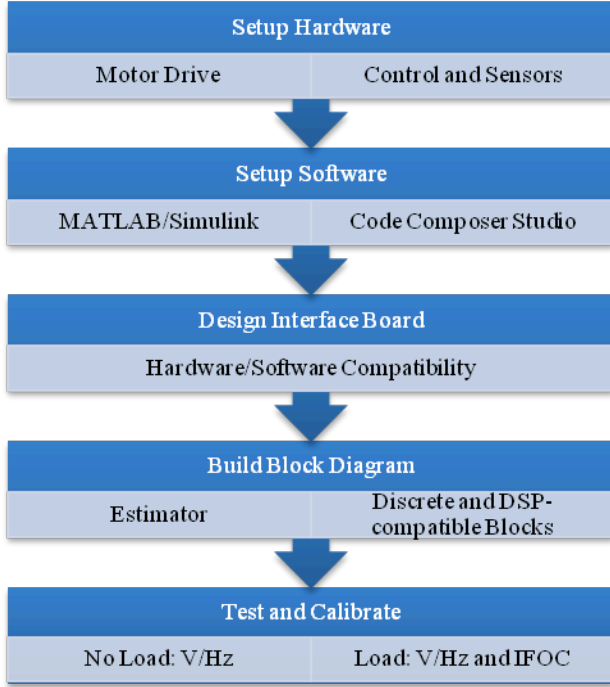 Setup Hardware
Motor Drive
Control and Sensors
Setup Software
MATLAB/Simulink
Code Composer Studio
Design Interface Board
Hardware/Software Compatibility
Build Block Diagram
Estimator
Discrete and DSP-
compatible Blocks
Test and Calibrate
No Load: V/Hz
Load: V/Hz and IFOC